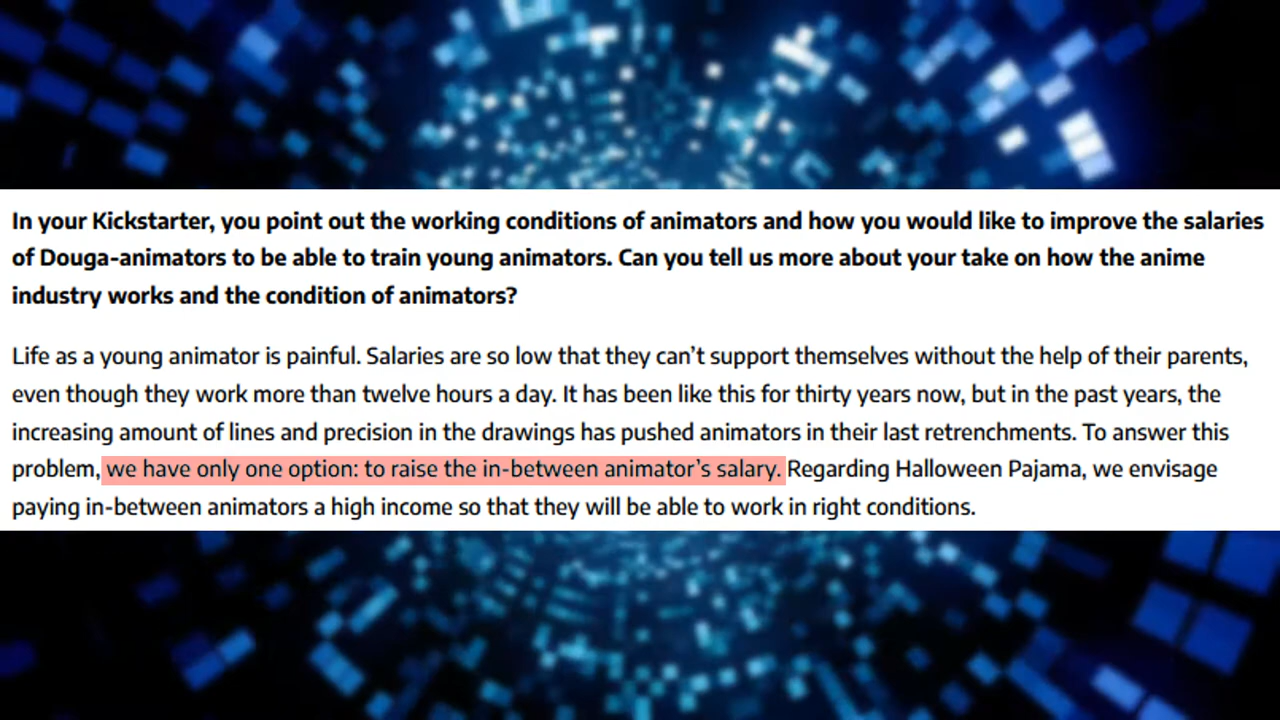 In your Kickstarter, you point out the working conditions of animators and how you would like to improve the salaries
of Douga-animators to be able to train young animators. Can you tell us more about your take on how the anime
industry works and the condition of animators?
Life as a young animator is painful. Salaries are so low that they can't support themselves without the help of their parents,
even though they work more than twelve hours a day. It has been like this for thirty years now, but in the past years, the
increasing amount of lines and precision in the drawings has pushed animators in their last retrenchments. To answer this
problem, we have only one option: to raise the in-between animator's salary. Regarding Halloween Pajama, we envisage
paying in-between animators a high income so that they will be able to work in right conditions.